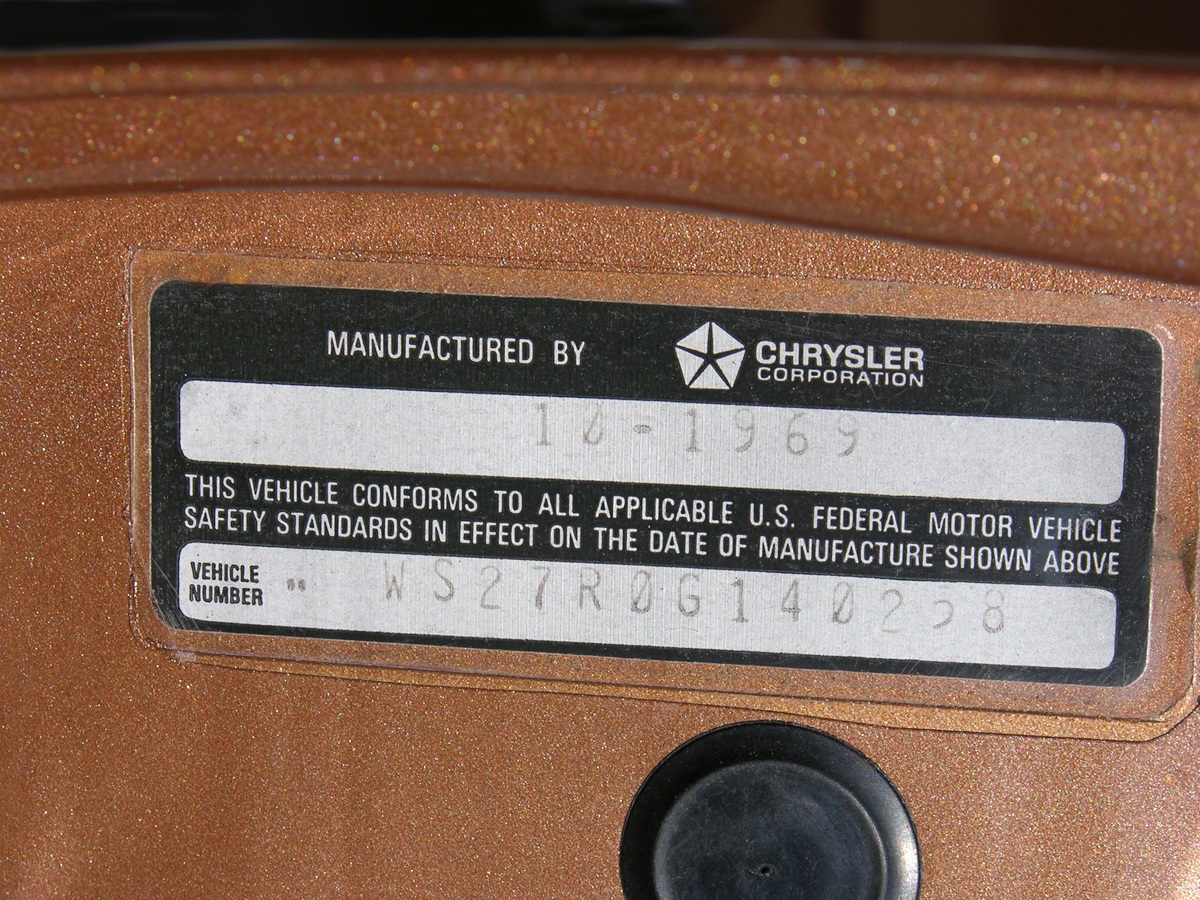 MANUFACTURED BY CHRYSLER
CORPORATION
10-1969
THIS VEHICLE CONFORMS TO ALL APPLICABLE U.S. FEDERAL MOTOR VEHICLE
SAFETY STANDARDS IN EFFECT ON THE DATE OF MANUFACTURE SHOWN ABOVE
VEHICLE
NUMBER